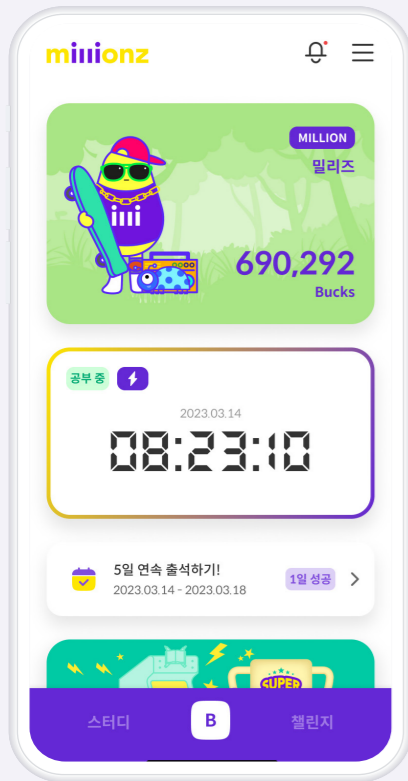 millionz
MILLION
밀리즈
690,292
Bucks
공부 중
2023.03.14
08:23:10
5일 연속 출석하기!
2023.03.14 - 2023.03.18
1일 성공
SUPER
스터디
B
챌린지